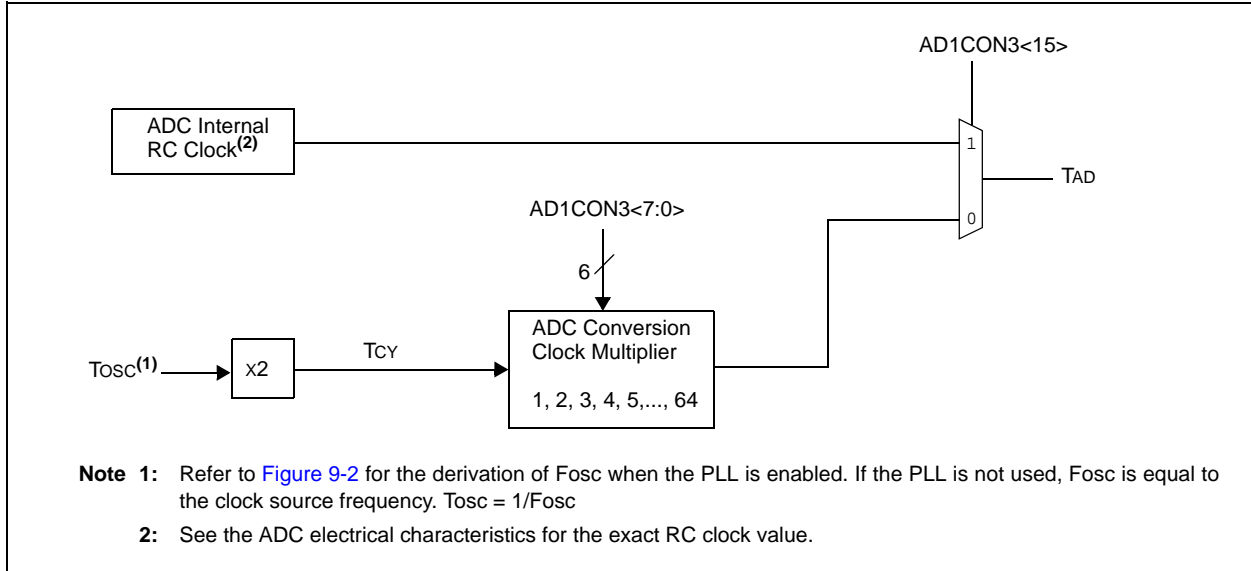 AD1CON3<15>
ADC Internal
RC Clock(2)
1
TAD
AD1CON3<7:0>
0
6
ADC Conversion
Clock Multiplier
TOSC(1)
X2
TCY
1, 2, 3, 4, 5,..., 64
Note 1: Refer to Figure 9-2 for the derivation of Fosc when the PLL is enabled. If the PLL is not used, Fosc is equal to
the clock source frequency. Tosc = 1/Fosc
2: See the ADC electrical characteristics for the exact RC clock value.